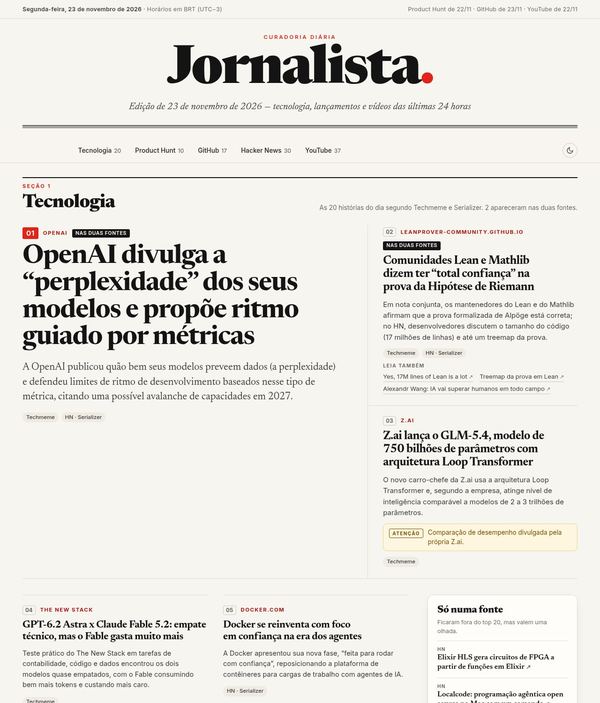 Segunda-feira, 23 de novembro de 2026 · Horários em BRT (UTC−3)
Product Hunt de 22/11 · GitHub de 23/11 · YouTube de 22/11
CURADORIA DIÁRIA
Jornalista.
Edição de 23 de novembro de 2026 — tecnologia, lançamentos e vídeos das últimas 24 horas
Tecnologia 20 Product Hunt 10 GitHub 17 Hacker News 30 YouTube 37
SEÇÃO 1
Tecnologia
As 20 histórias do dia segundo Techmeme e Serializer. 2 apareceram nas duas fontes.
01 OPENAI NAS DUAS FONTES
OpenAI divulga a
“perplexidade” dos seus
modelos e propõe ritmo
guiado por métricas
A OpenAI publicou quão bem seus modelos preveem dados (a perplexidade)
e defendeu limites de ritmo de desenvolvimento baseados nesse tipo de
métrica, citando uma possível avalanche de capacidades em 2027.
Techmeme HN · Serializer
02 LEANPROVER-COMMUNITY.GITHUB.IO
NAS DUAS FONTES
Comunidades Lean e Mathlib
dizem ter “total confiança” na
prova da Hipótese de Riemann
Em nota conjunta, os mantenedores do Lean e do Mathlib
afirmam que a prova formalizada de Alpöge está correta;
no HN, desenvolvedores discutem o tamanho do código
(17 milhões de linhas) e até um treemap da prova.
Techmeme HN · Serializer
LEIA TAMBÉM
Yes, 17M lines of Lean is a lot ↗ Treemap da prova em Lean ↗
Alexandr Wang: IA vai superar humanos em todo campo ↗
03 Z.AI
Z.ai lança o GLM-5.4, modelo de
750 bilhões de parâmetros com
arquitetura Loop Transformer
O novo carro-chefe da Z.ai usa a arquitetura Loop
Transformer e, segundo a empresa, atinge nível de
inteligência comparável a modelos de 2 a 3 trilhões de
parâmetros.
ATENÇÃO Comparação de desempenho divulgada pela
própria Z.ai.
Techmeme
04 THE NEW STACK
GPT-6.2 Astra x Claude Fable 5.2: empate
técnico, mas o Fable gasta muito mais
Teste prático do The New Stack em tarefas de
contabilidade, código e dados encontrou os dois
modelos quase empatados, com o Fable consumindo
bem mais tokens e custando mais caro.
Techmeme
05 DOCKER.COM
Docker se reinventa com foco
em confiança na era dos agentes
A Docker apresentou sua nova fase, “feita para rodar
com confiança”, reposicionando a plataforma de
contêineres para cargas de trabalho com agentes de IA.
HN · Serializer
Só numa fonte
Ficaram fora do top 20, mas valem uma
olhada.
HN
Elixir HLS gera circuitos de FPGA a
partir de funções em Elixir ↗
HN
Localcode: programação agêntica open